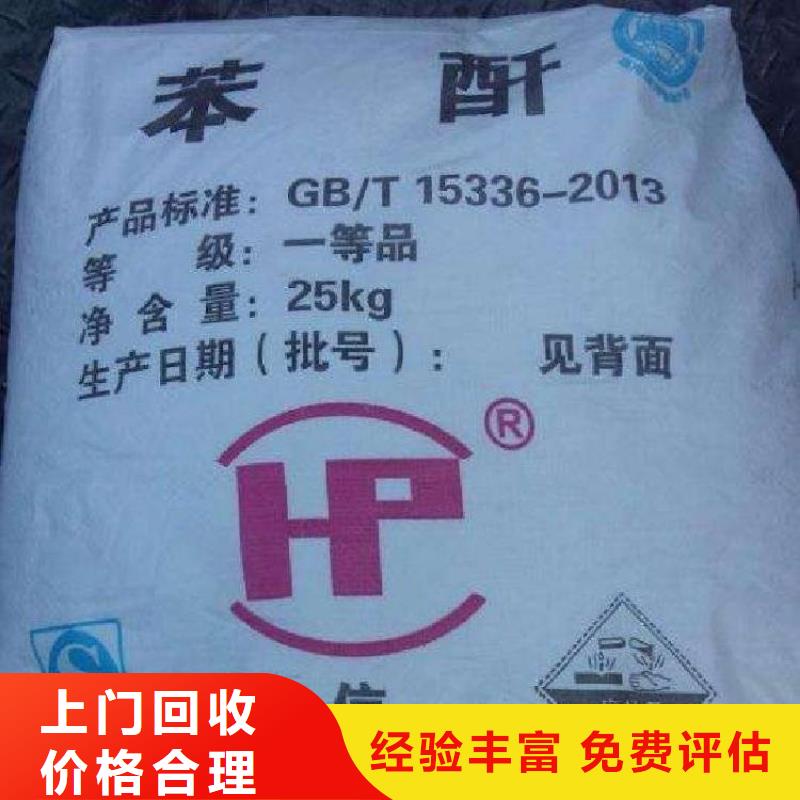 苯 酐
产品标准：GB/T 15336-2013
等 级：一等品
净 含 量：25kg
生产日期（批号）： 见背面
®
HP
信
上门回收
价格合理
经验丰富 免费评估